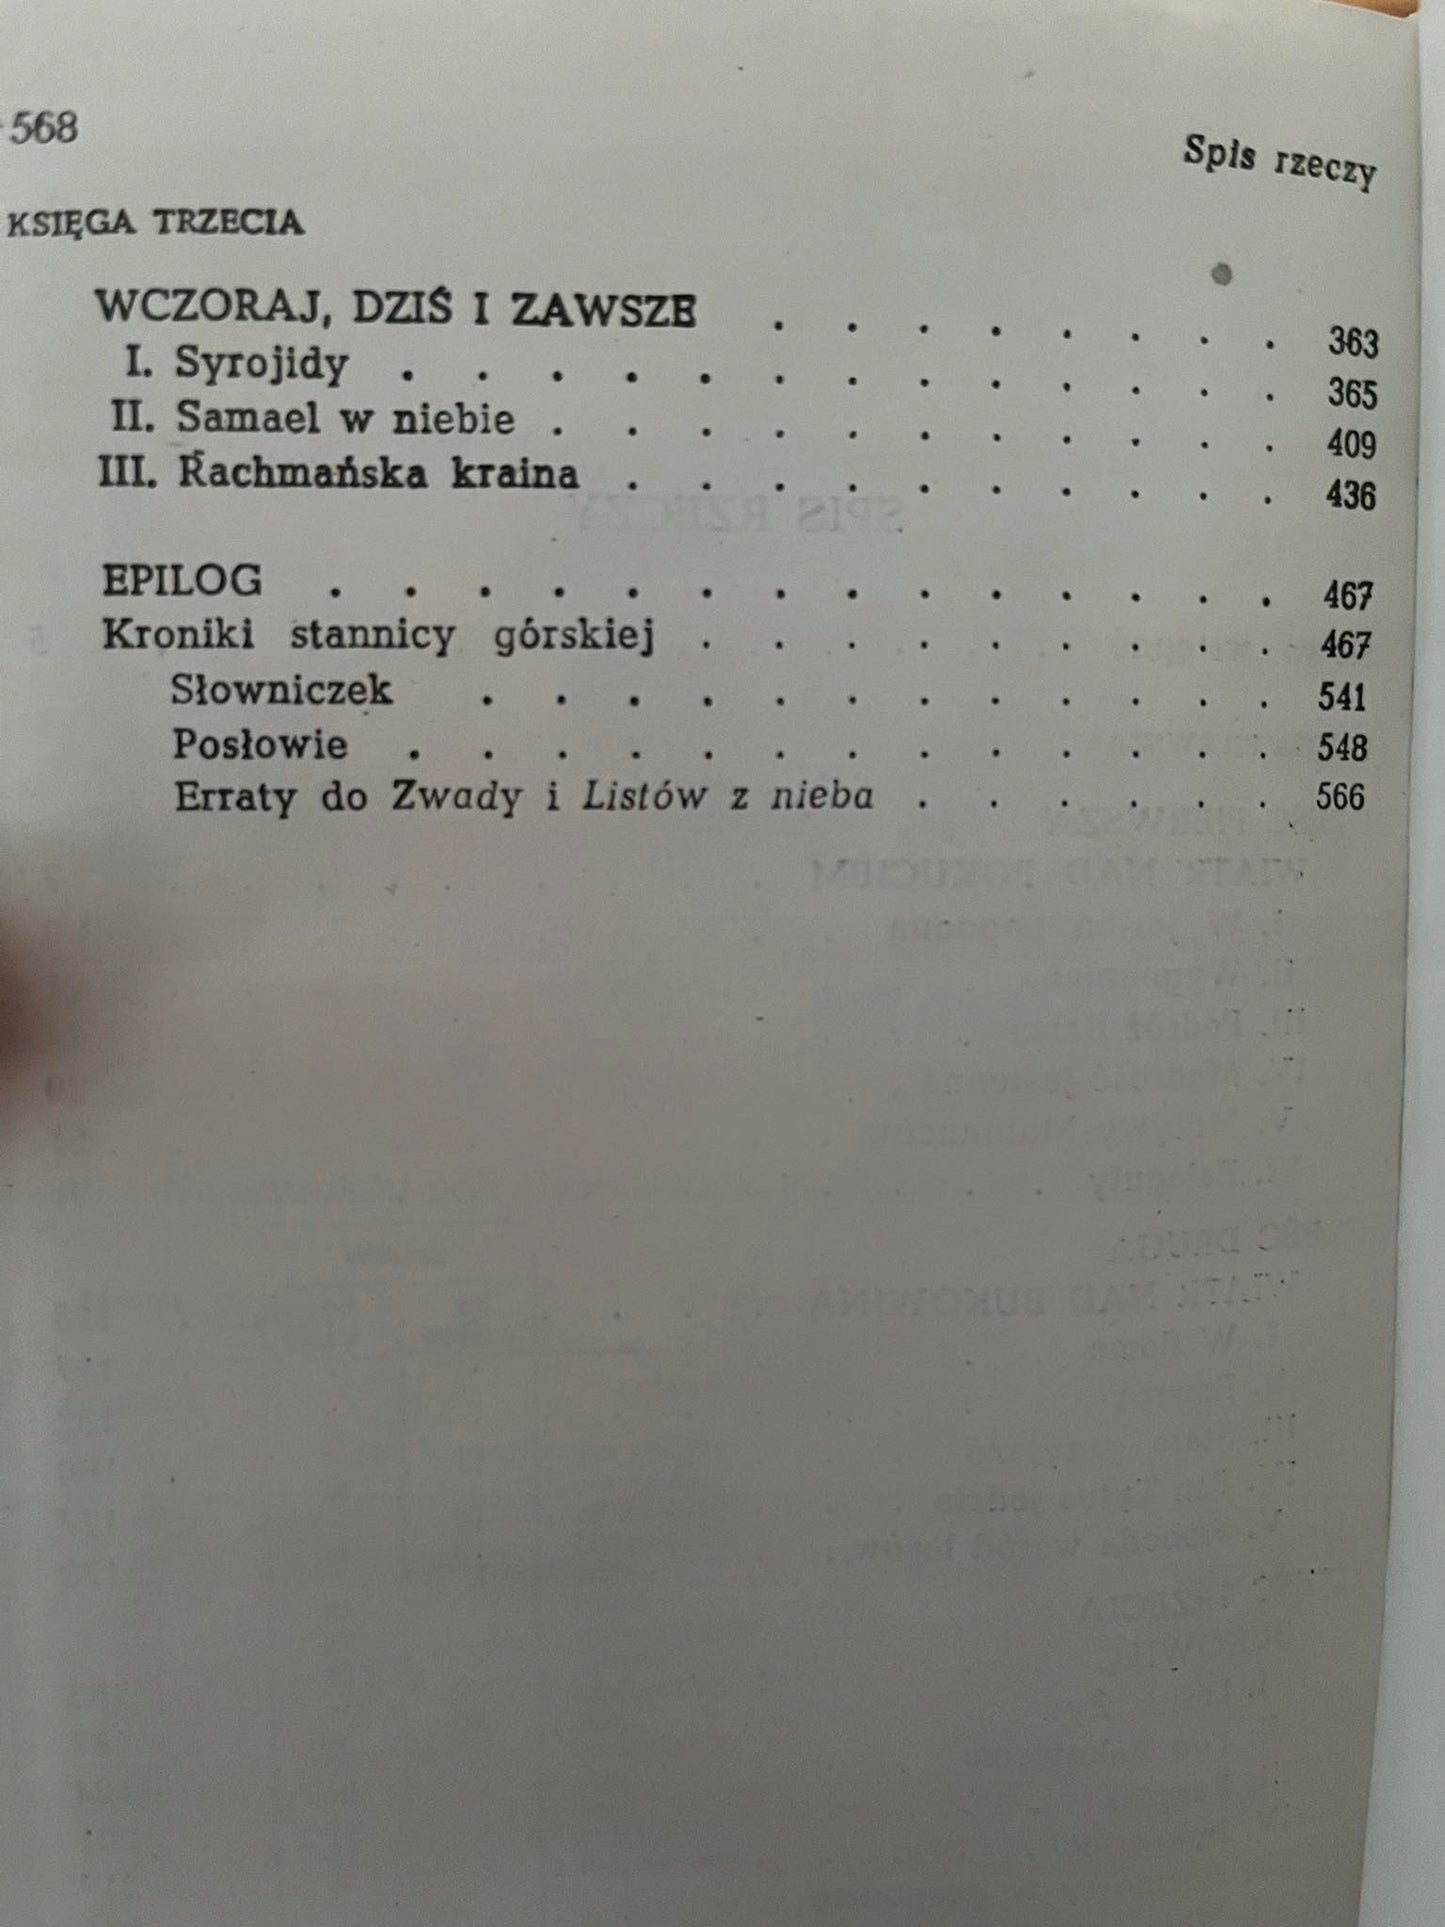 568
Spis rzeczy
KSIĘGA TRZECIA
WCZORAJ, DZIŚ I ZAWSZE . . . . . . . . 363
I. Syrojidy . . . . . . . . . . . . . 365
II. Samael w niebie . . . . . . . . . . . 409
III. Rachmańska kraina . . . . . . . . . . 436
EPILOG . . . . . . . . . . . . . . 467
Kroniki stannicy górskiej . . . . . . . . . 467
Słowniczek . . . . . . . . . . . . 541
Posłowie . . . . . . . . . . . . . 548
Erraty do Zwady i Listów z nieba . . . . . . 566